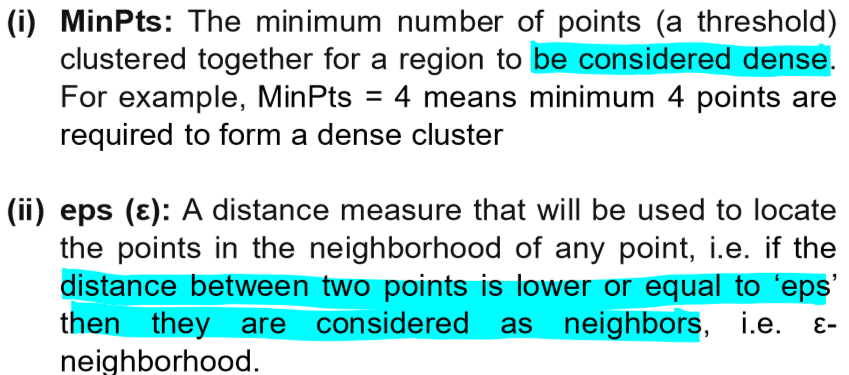 (i) MinPts: The minimum number of points (a threshold)
clustered together for a region to be considered dense.
For example, MinPts = 4 means minimum 4 points are
required to form a dense cluster
(ii) eps (ε): A distance measure that will be used to locate
the points in the neighborhood of any point, i.e. if the
distance between two points is lower or equal to ‘eps’
then they are considered as neighbors, i.e. ε-
neighborhood.